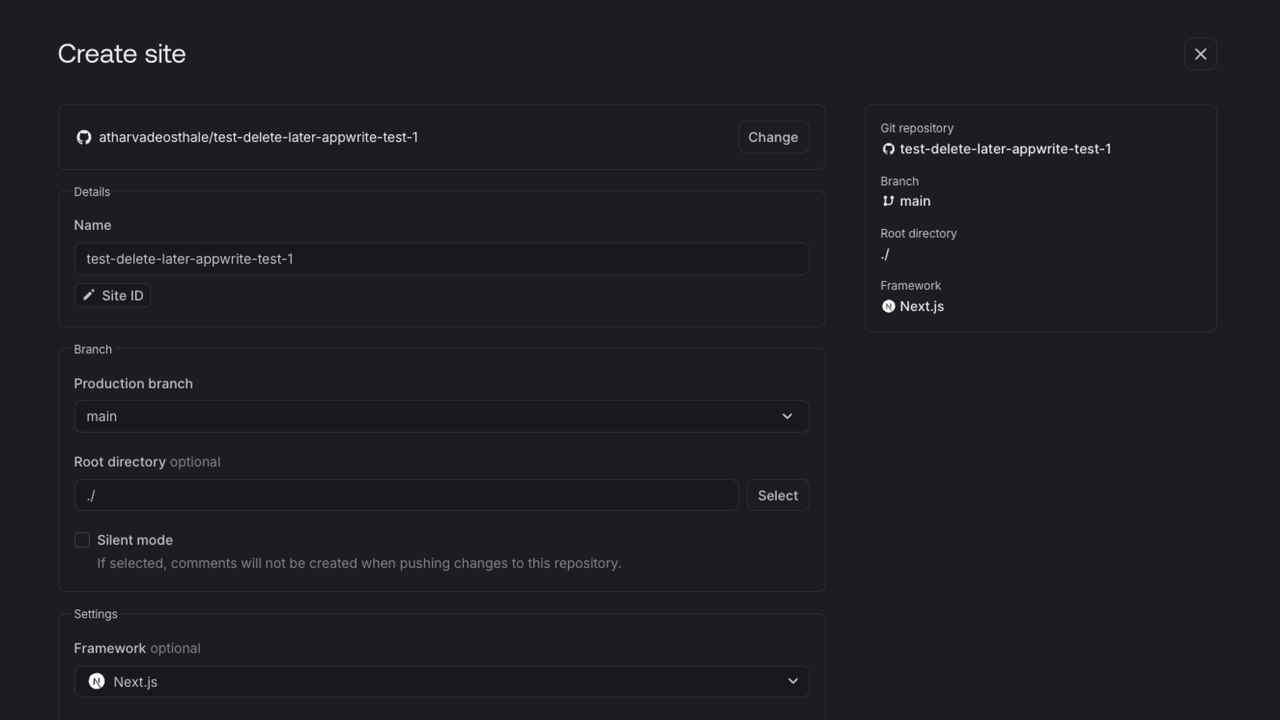 Create site
atharvadeosthale/test-delete-later-appwrite-test-1
Change
Details
Name
test-delete-later-appwrite-test-1
Site ID
Branch
Production branch
main
Root directory optional
./
Select
Silent mode
If selected, comments will not be created when pushing changes to this repository.
Settings
Framework optional
Next.js
Git repository
test-delete-later-appwrite-test-1
Branch
main
Root directory
./
Framework
Next.js